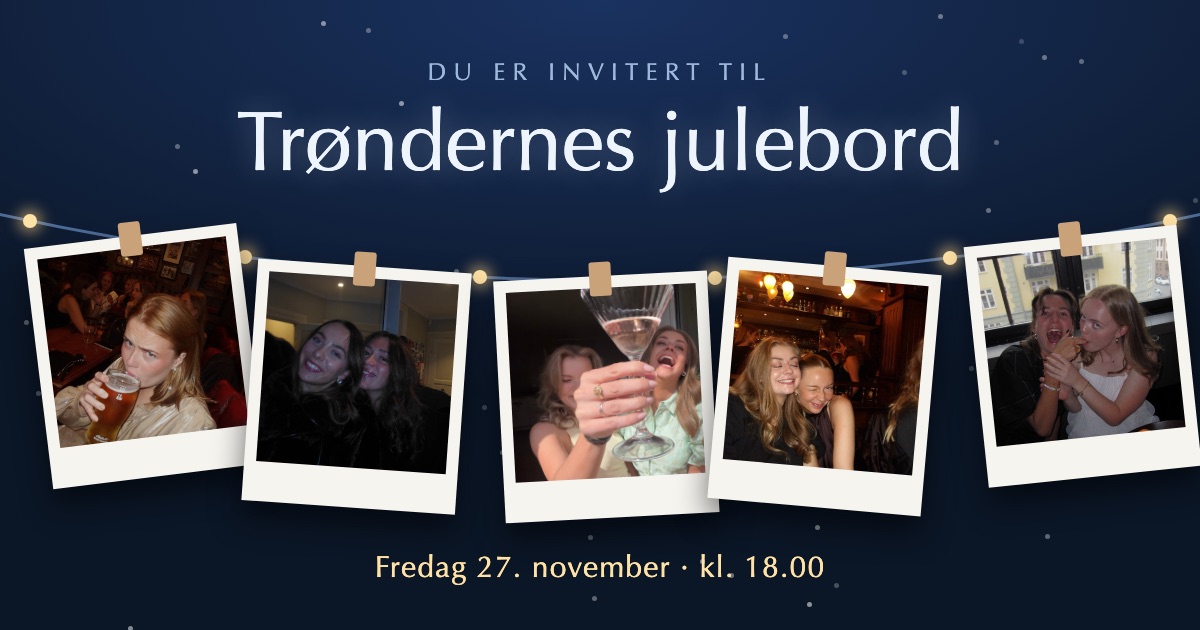 DU ER INVITERT TIL
Trøndernes julebord
Fredag 27. november · kl. 18.00